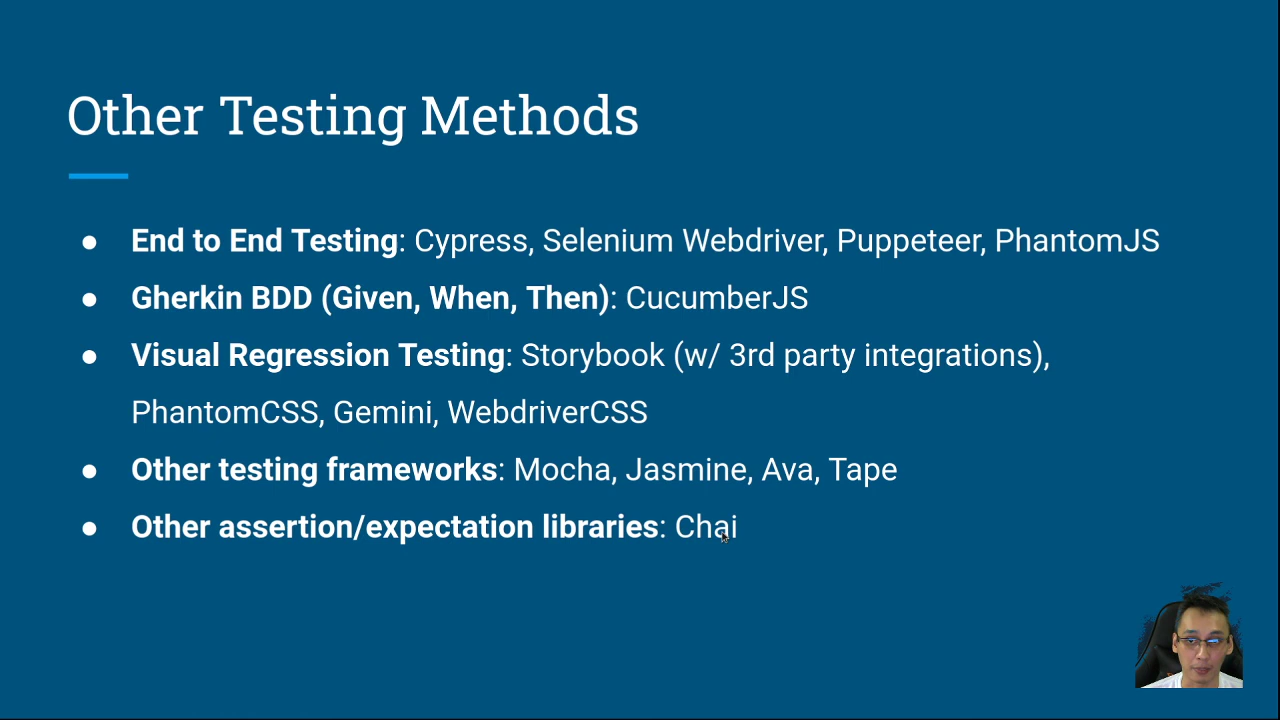 Other Testing Methods
● End to End Testing: Cypress, Selenium Webdriver, Puppeteer, PhantomJS
● Gherkin BDD (Given, When, Then): CucumberJS
● Visual Regression Testing: Storybook (w/ 3rd party integrations),
PhantomCSS, Gemini, WebdriverCSS
● Other testing frameworks: Mocha, Jasmine, Ava, Tape
● Other assertion/expectation libraries: Chai